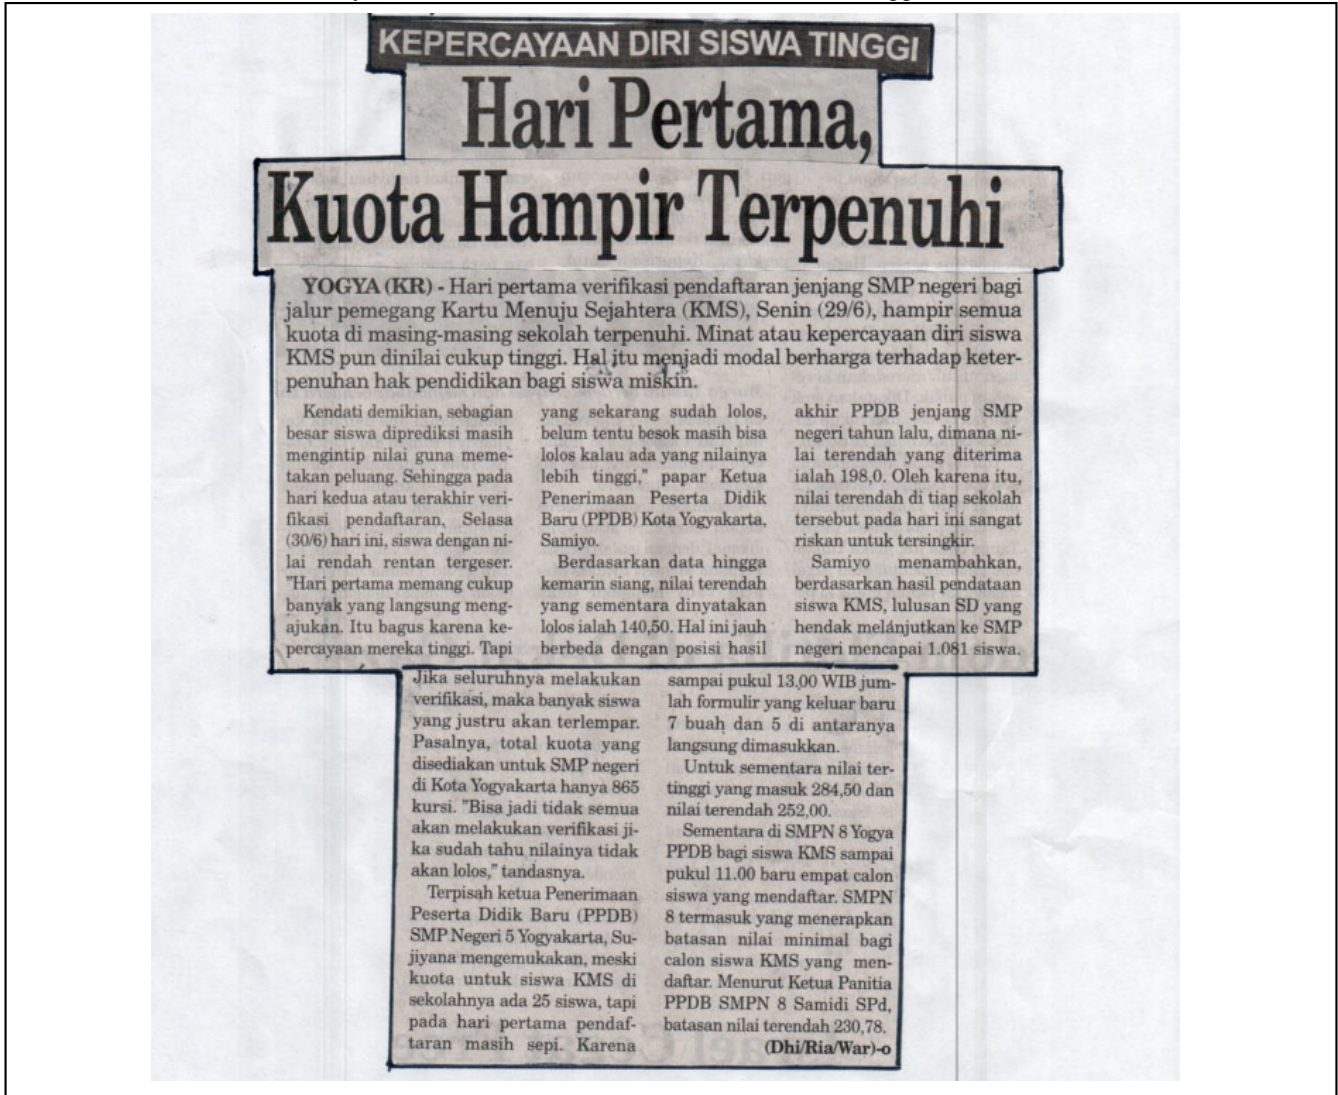 KEPERCAYAAN DIRI SISWA TINGGI
Hari Pertama,
Kuota Hampir Terpenuhi
YOGYA (KR) - Hari pertama verifikasi pendaftaran jenjang SMP negeri bagi
jalur pemegang Kartu Menuju Sejahtera (KMS), Senin (29/6), hampir semua
kuota di masing-masing sekolah terpenuhi. Minat atau kepercayaan diri siswa
KMS pun dinilai cukup tinggi. Hal itu menjadi modal berharga terhadap keter-
penuhan hak pendidikan bagi siswa miskin.
Kendati demikian, sebagian
besar siswa diprediksi masih
mengintip nilai guna meme-
takan peluang. Sehingga pada
hari kedua atau terakhir veri-
fikasi pendaftaran, Selasa
(30/6) hari ini, siswa dengan ni-
lai rendah rentan tergeser.
"Hari pertama memang cukup
banyak yang langsung meng-
ajukan. Itu bagus karena ke-
percayaan mereka tinggi. Tapi
yang sekarang sudah lolos,
belum tentu besok masih bisa
lolos kalau ada yang nilainya
lebih tinggi," papar Ketua
Penerimaan Peserta Didik
Baru (PPDB) Kota Yogyakarta,
Samiyo.
Berdasarkan data hingga
kemarin siang, nilai terendah
yang sementara dinyatakan
lolos ialah 140,50. Hal ini jauh
berbeda dengan posisi hasil
akhir PPDB jenjang SMP
negeri tahun lalu, dimana ni-
lai terendah yang diterima
ialah 198,0. Oleh karena itu,
nilai terendah di tiap sekolah
tersebut pada hari ini sangat
riskan untuk tersingkir.
Samiyo menambahkan,
berdasarkan hasil pendataan
siswa KMS, lulusan SD yang
hendak melanjutkan ke SMP
negeri mencapai 1.081 siswa.
Jika seluruhnya melakukan
verifikasi, maka banyak siswa
yang justru akan terlempar.
Pasalnya, total kuota yang
disediakan untuk SMP negeri
di Kota Yogyakarta hanya 865
kursi. "Bisa jadi tidak semua
akan melakukan verifikasi ji-
ka sudah tahu nilainya tidak
akan lolos," tandasnya.
Terpisah ketua Penerimaan
Peserta Didik Baru (PPDB)
SMP Negeri 5 Yogyakarta, Su-
jiyana mengemukakan, meski
kuota untuk siswa KMS di
sekolahnya ada 25 siswa, tapi
pada hari pertama pendaf-
taran masih sepi. Karena
sampai pukul 13.00 WIB jum-
lah formulir yang keluar baru
7 buah dan 5 di antaranya
langsung dimasukkan.
Untuk sementara nilai ter-
tinggi yang masuk 284,50 dan
nilai terendah 252,00.
Sementara di SMPN 8 Yogya
PPDB bagi siswa KMS sampai
pukul 11.00 baru empat calon
siswa yang mendaftar. SMPN
8 termasuk yang menerapkan
batasan nilai minimal bagi
calon siswa KMS yang men-
daftar. Menurut Ketua Panitia
PPDB SMPN 8 Samidi SPd,
batasan nilai terendah 230,78.
(Dhi/Ria/War)-o